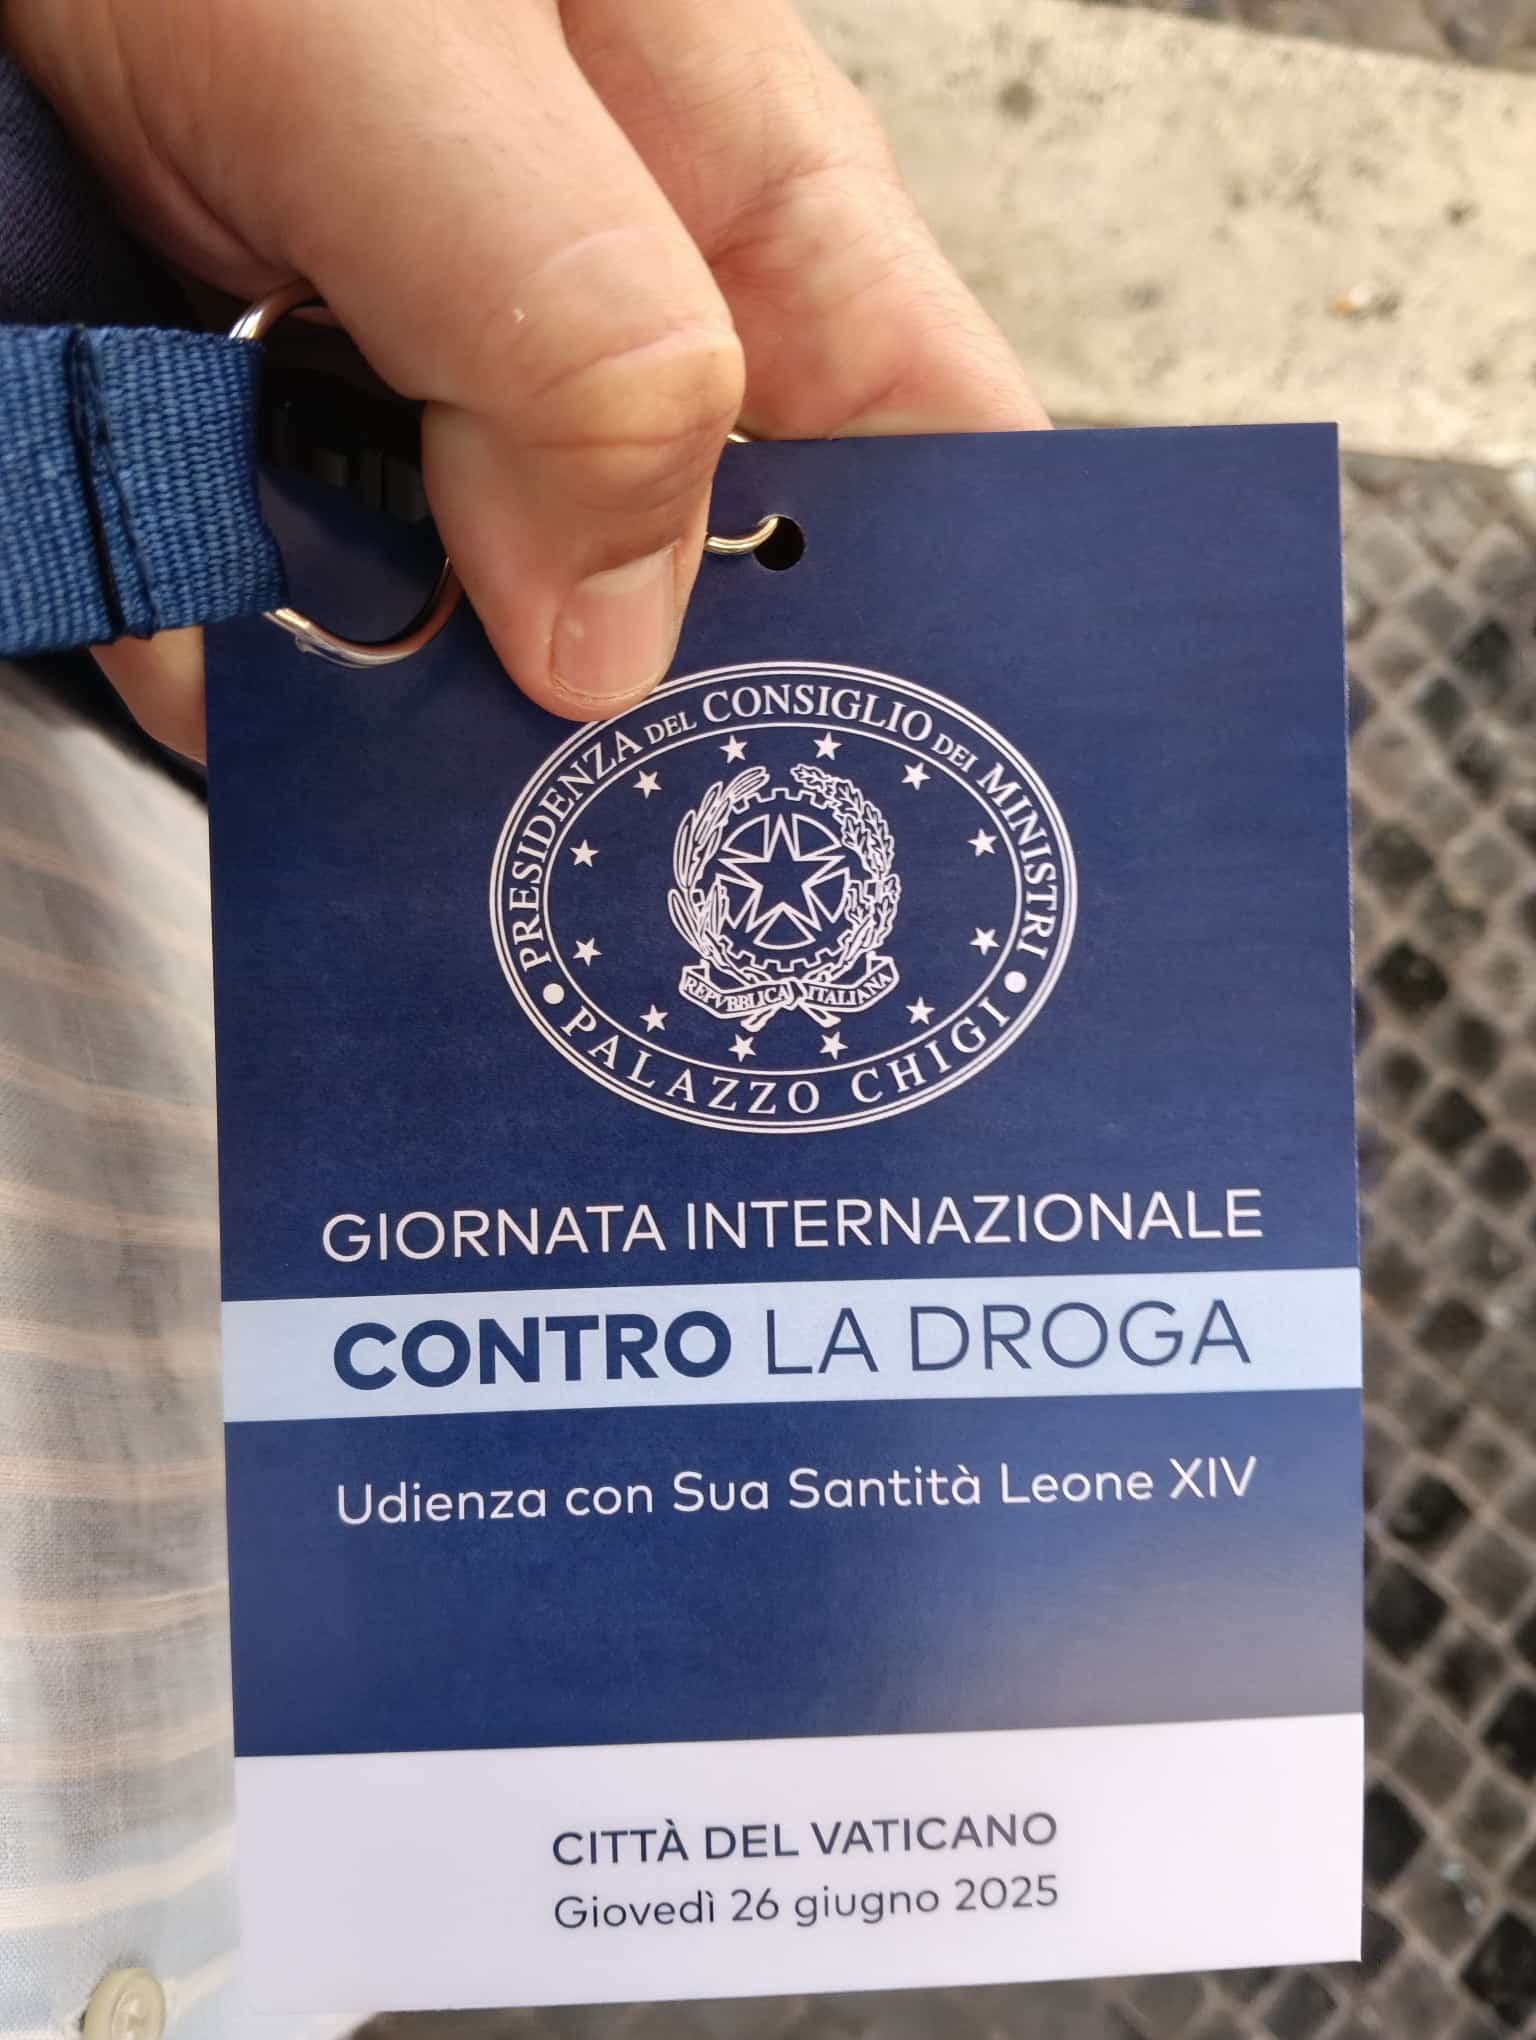 PRESIDENZA DEL CONSIGLIO DEI MINISTRI
REPVBBLICA ITALIANA
PALAZZO CHIGI
GIORNATA INTERNAZIONALE
CONTRO LA DROGA
Udienza con Sua Santità Leone XIV
CITTÀ DEL VATICANO
Giovedì 26 giugno 2025